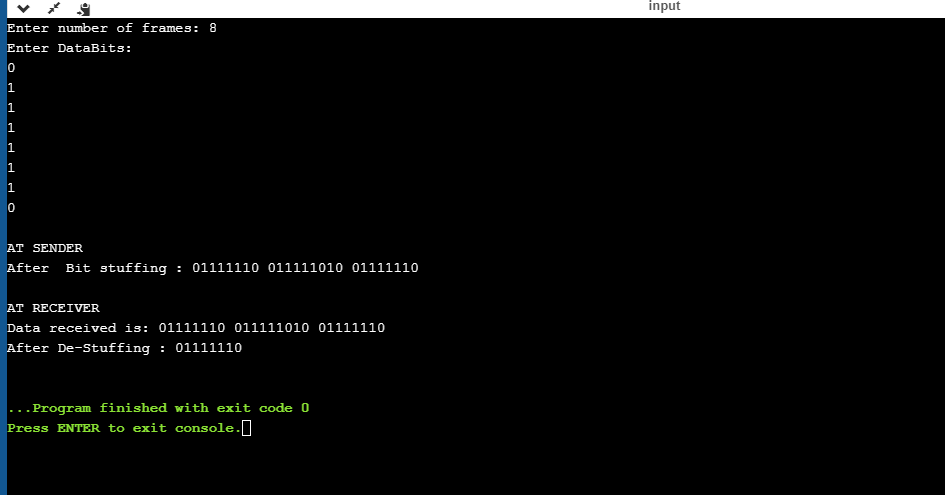 input
Enter number of frames: 8
Enter DataBits:
0
1
1
1
1
1
1
0
AT SENDER
After  Bit stuffing : 01111110 011111010 01111110
AT RECEIVER
Data received is: 01111110 011111010 01111110
After De-Stuffing : 01111110
...Program finished with exit code 0
Press ENTER to exit console.